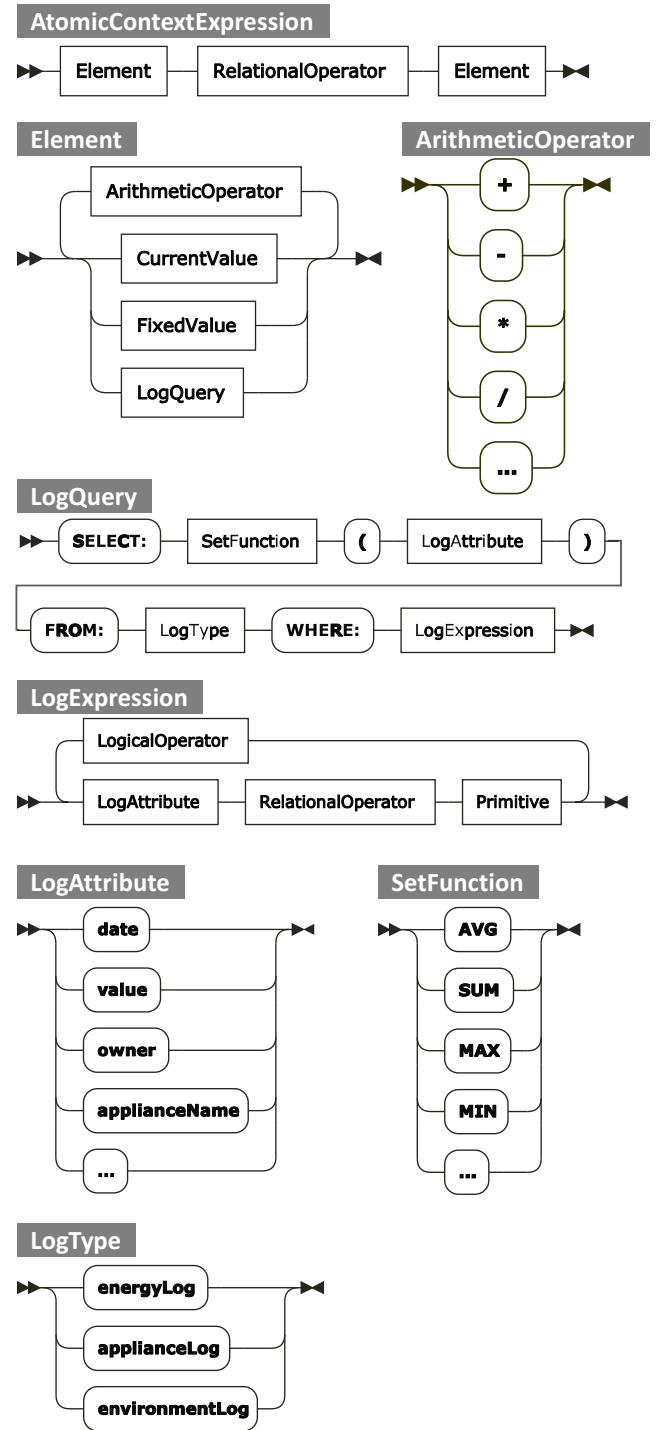 AtomicContextExpression
Element RelationalOperator Element
Element
ArithmeticOperator
CurrentValue
FixedValue
LogQuery
ArithmeticOperator
+
-
*
/
...
LogQuery
SELECT: SetFunction ( LogAttribute )
FROM: LogType WHERE: LogExpression
LogExpression
LogicalOperator
LogAttribute RelationalOperator Primitive
LogAttribute
date
value
owner
applianceName
...
SetFunction
AVG
SUM
MAX
MIN
...
LogType
energyLog
applianceLog
environmentLog